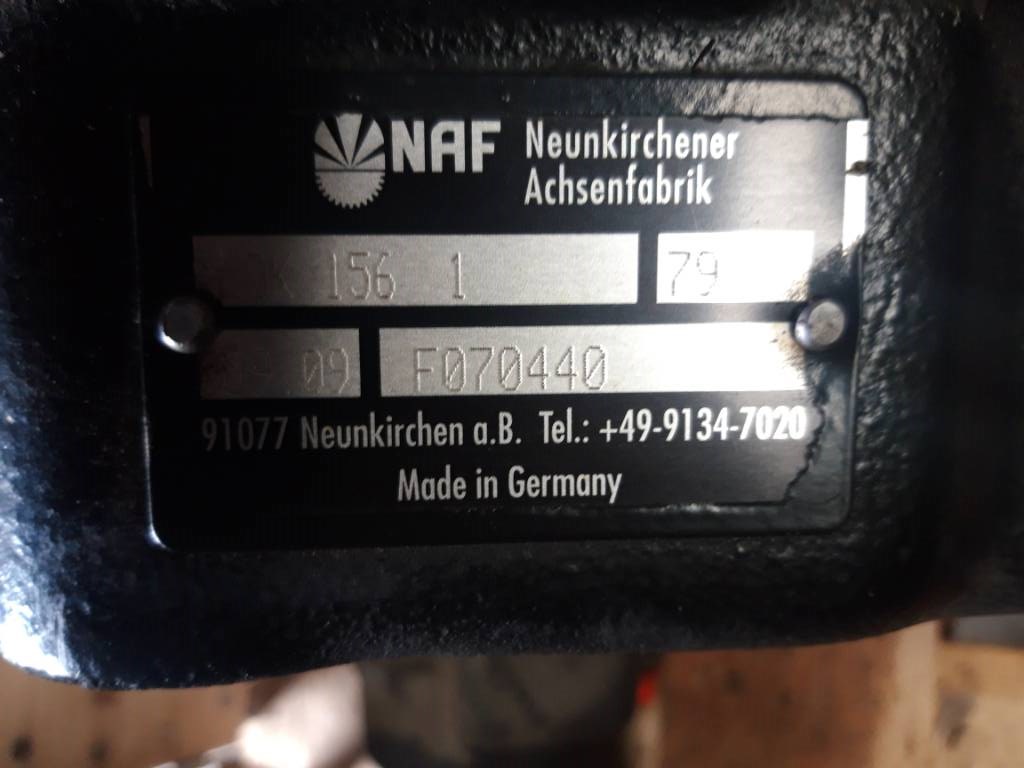 NAF Neunkirchener
Achsenfabrik
156 1 79
09 F070440
91077 Neunkirchen a.B. Tel.: +49-9134-7020
Made in Germany